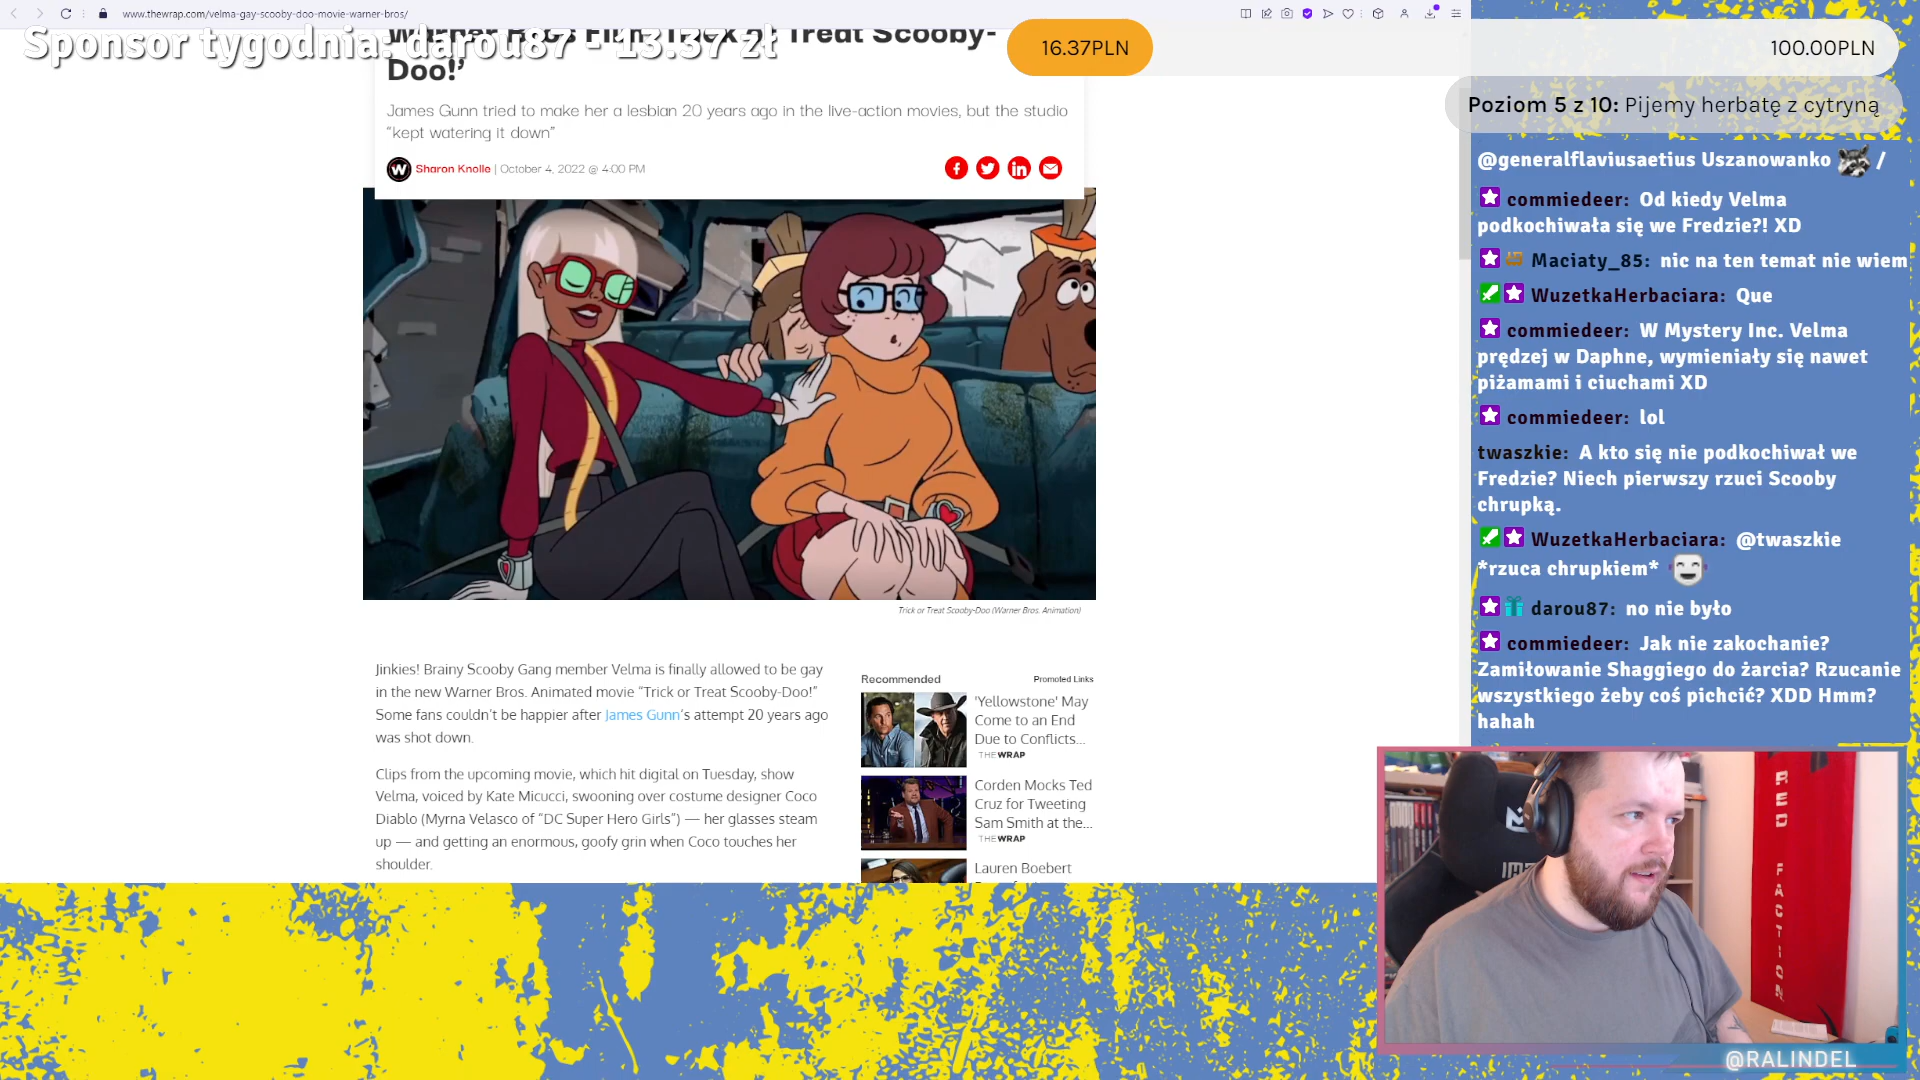 www.thewrap.com/velma-gay-scooby-doo-movie-warner-bros/
Sponsor tygodnia: darou87 - 13.37 zł
Doo!’
James Gunn tried to make her a lesbian 20 years ago in the live-action movies, but the studio
“kept watering it down”
W Sharon Knolle | October 4, 2022 @ 4:00 PM
Trick or Treat Scooby-Doo (Warner Bros. Animation)
Jinkies! Brainy Scooby Gang member Velma is finally allowed to be gay
in the new Warner Bros. Animated movie “Trick or Treat Scooby-Doo!”
Some fans couldn’t be happier after James Gunn’s attempt 20 years ago
was shot down.
Clips from the upcoming movie, which hit digital on Tuesday, show
Velma, voiced by Kate Micucci, swooning over costume designer Coco
Diablo (Myrna Velasco of “DC Super Hero Girls”) — her glasses steam
up — and getting an enormous, goofy grin when Coco touches her
shoulder.
Recommended
Promoted Links
'Yellowstone' May
Come to an End
Due to Conflicts...
THEWRAP
Corden Mocks Ted
Cruz for Tweeting
Sam Smith at the...
THEWRAP
Lauren Boebert
16.37PLN
100.00PLN
Poziom 5 z 10: Pijemy herbatę z cytryną
@generalflaviusaetius Uszanowanko /
commiedeer: Od kiedy Velma
podkochiwała się we Fredzie?! XD
Maciaty_85: nic na ten temat nie wiem
WuzetkaHerbaciara: Que
commiedeer: W Mystery Inc. Velma
prędzej w Daphne, wymieniały się nawet
piżamami i ciuchami XD
commiedeer: lol
twaszkie: A kto się nie podkochiwał we
Fredzie? Niech pierwszy rzuci Scooby
chrupką.
WuzetkaHerbaciara: @twaszkie
*rzuca chrupkiem*
darou87: no nie było
commiedeer: Jak nie zakochanie?
Zamiłowanie Shaggiego do żarcia? Rzucanie
wszystkiego żeby coś pichcić? XDD Hmm?
hahah
RED
FACTION
@RALINDEL